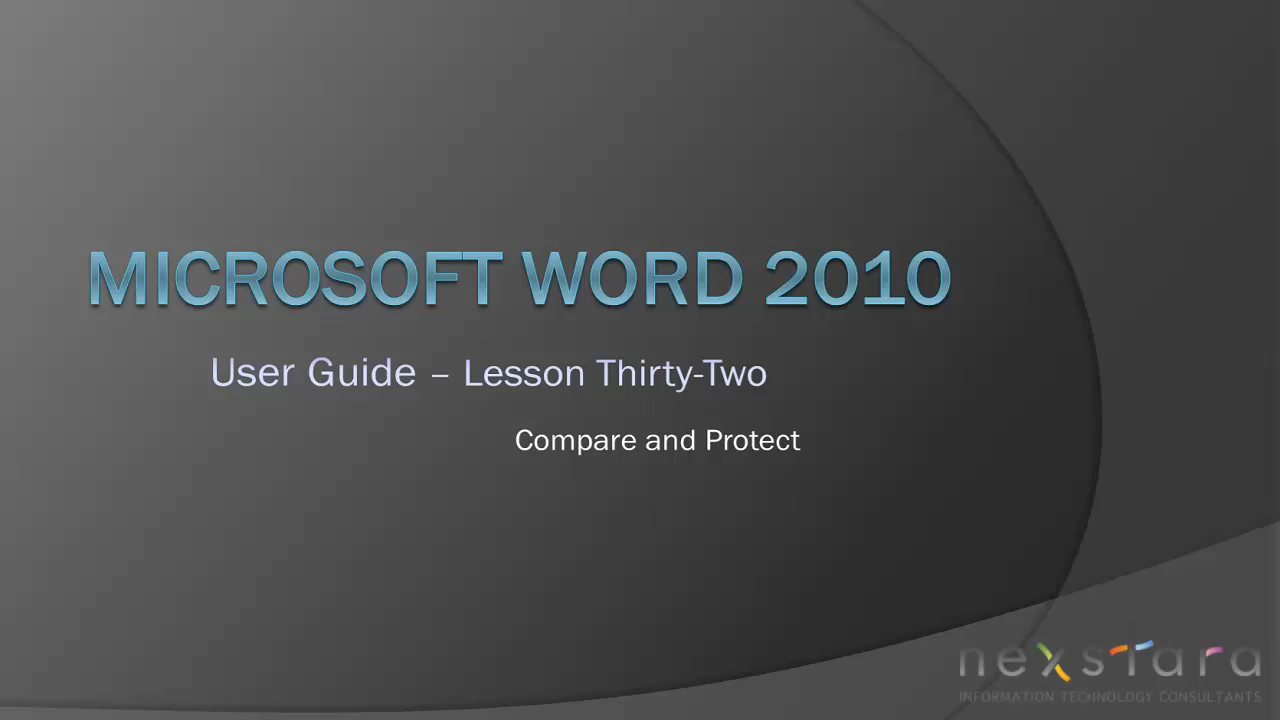 MICROSOFT WORD 2010
User Guide – Lesson Thirty-Two
Compare and Protect
nexstara
INFORMATION TECHNOLOGY CONSULTANTS